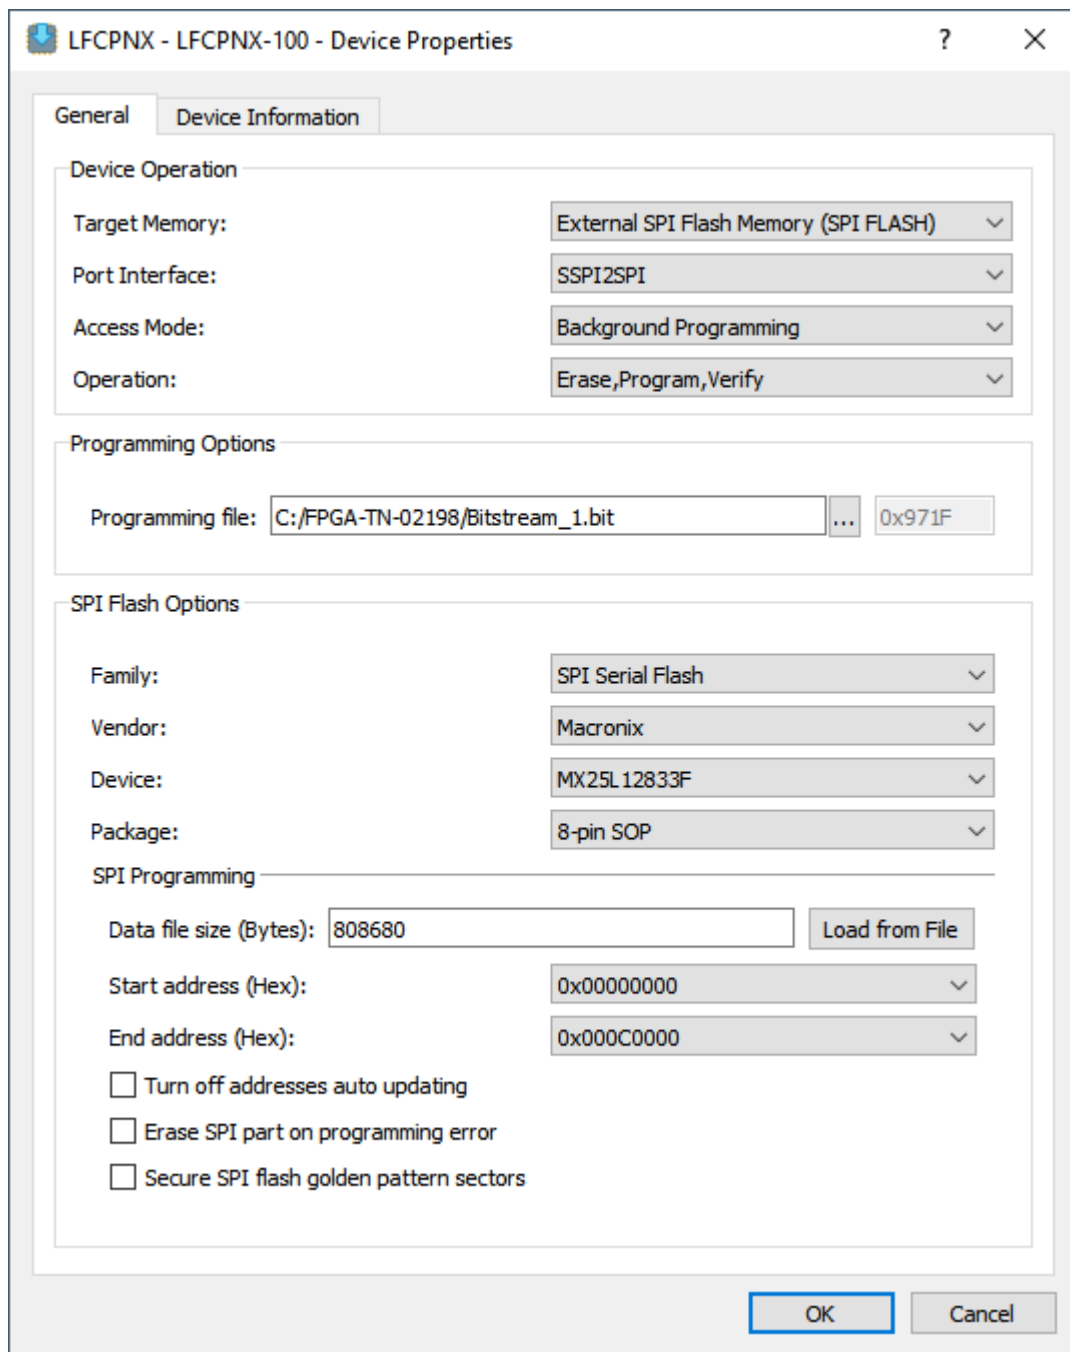 LFCPNX - LFCPNX-100 - Device Properties ?
General Device Information
Device Operation
Target Memory: External SPI Flash Memory (SPI FLASH)
Port Interface: SSPI2SPI
Access Mode: Background Programming
Operation: Erase,Program,Verify
Programming Options
Programming file: C:/FPGA-TN-02198/Bitstream_1.bit ... 0x971F
SPI Flash Options
Family: SPI Serial Flash
Vendor: Macronix
Device: MX25L12833F
Package: 8-pin SOP
SPI Programming
Data file size (Bytes): 808680 Load from File
Start address (Hex): 0x00000000
End address (Hex): 0x000C0000
Turn off addresses auto updating
Erase SPI part on programming error
Secure SPI flash golden pattern sectors
OK Cancel